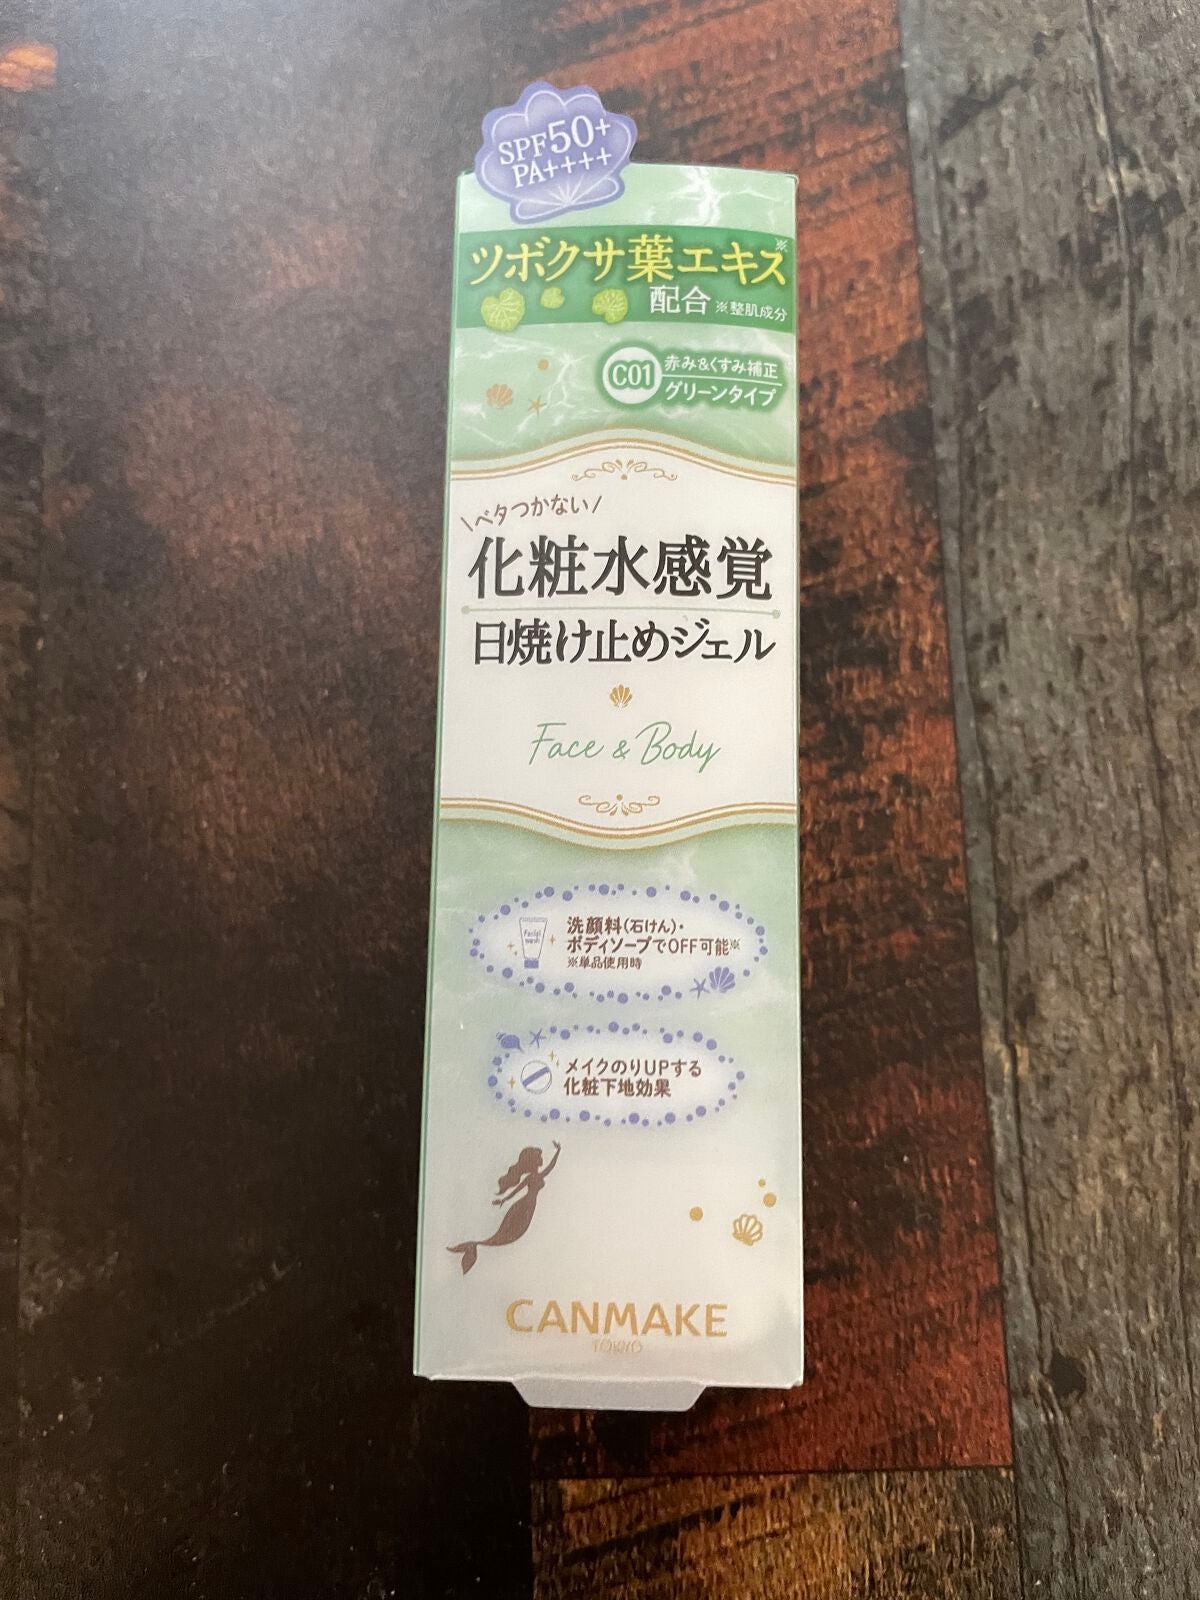 SPF50+
PA++++
ツボクサ葉エキス※
配合 ※整肌成分
C01 赤み&くすみ補正
グリーンタイプ
\ベタつかない/
化粧水感覚
日焼け止めジェル
Face & Body
Facial
wash
洗顔料(石けん)・
ボディソープでOFF可能※
※単品使用時
メイクのりUPする
化粧下地効果
CANMAKE
TOKYO